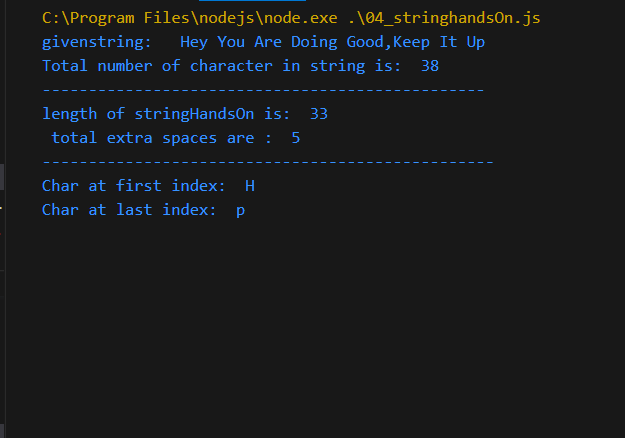 C:\Program Files\nodejs\node.exe .\04_stringhandsOn.js
givenstring:   Hey You Are Doing Good,Keep It Up
Total number of character in string is:  38
------------------------------------------------
length of stringHandsOn is:  33
 total extra spaces are :  5
-------------------------------------------------
Char at first index:  H
Char at last index:  p